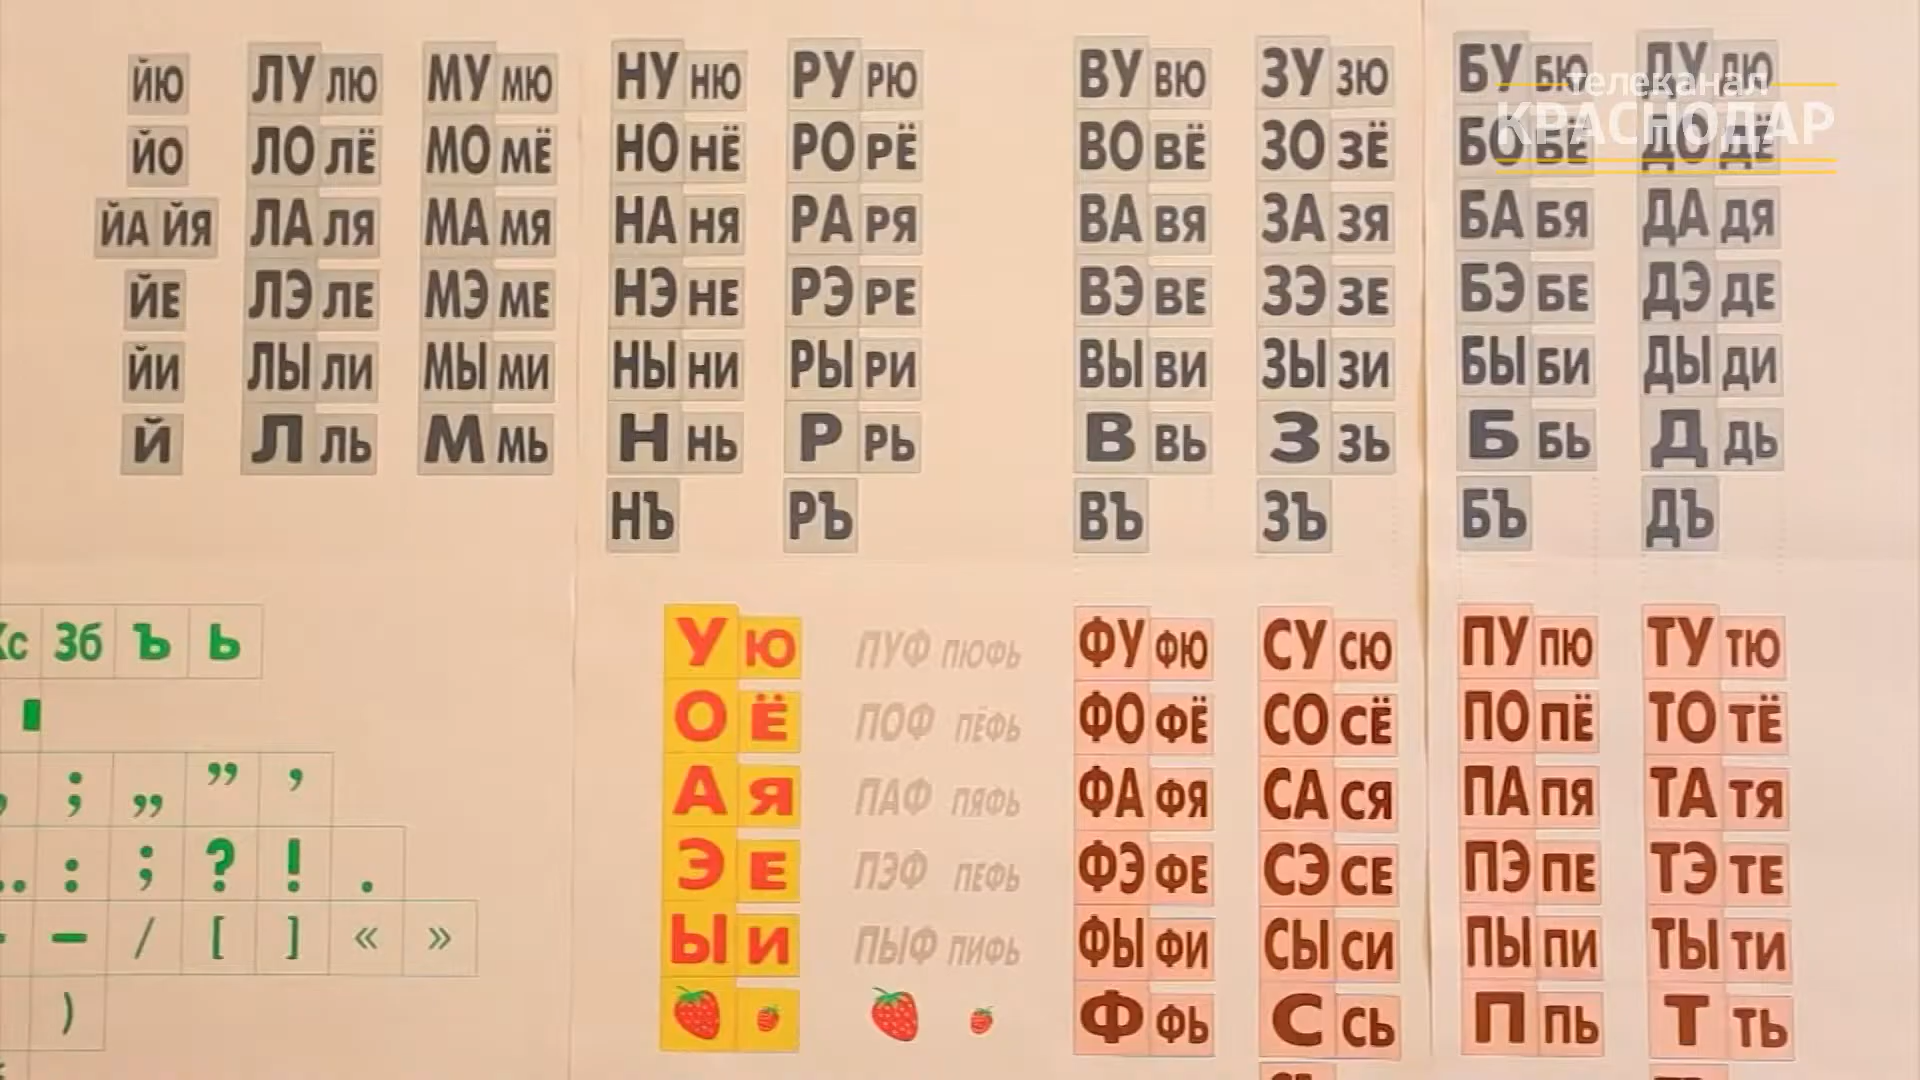 ЙЮ ЛУ ЛЮ МУ МЮ НУ НЮ РУ РЮ ВУ ВЮ ЗУ ЗЮ БУ БЮ ДУ ДЮ
телеканал
КРАСНОДАР
ЙО ЛО ЛЁ МО МЁ НО НЁ РО РЁ ВО ВЁ ЗО ЗЁ БО БЁ ДО ДЁ
ЙА ЙЯ ЛА ЛЯ МА МЯ НА НЯ РА РЯ ВА ВЯ ЗА ЗЯ БА БЯ ДА ДЯ
ЙЕ ЛЭ ЛЕ МЭ МЕ НЭ НЕ РЭ РЕ ВЭ ВЕ ЗЭ ЗЕ БЭ БЕ ДЭ ДЕ
ЙИ ЛЫ ЛИ МЫ МИ НЫ НИ РЫ РИ ВЫ ВИ ЗЫ ЗИ БЫ БИ ДЫ ДИ
Й Л ЛЬ М МЬ Н НЬ Р РЬ В ВЬ З ЗЬ Б БЬ Д ДЬ
НЪ РЪ ВЪ ЗЪ БЪ ДЪ
Зб Ъ Ь У Ю ПУФ ПЮФЬ ФУ ФЮ СУ СЮ ПУ ПЮ ТУ ТЮ
О Ё ПОФ ПЁФЬ ФО ФЁ СО СЁ ПО ПЁ ТО ТЁ
, ; „ ” ’ А Я ПАФ ПЯФЬ ФА ФЯ СА СЯ ПА ПЯ ТА ТЯ
.. : ; ? ! . Э Е ПЭФ ПЕФЬ ФЭ ФЕ СЭ СЕ ПЭ ПЕ ТЭ ТЕ
- – / [ ] « » Ы И ПЫФ ПИФЬ ФЫ ФИ СЫ СИ ПЫ ПИ ТЫ ТИ
) Ф ФЬ С СЬ П ПЬ Т ТЬ